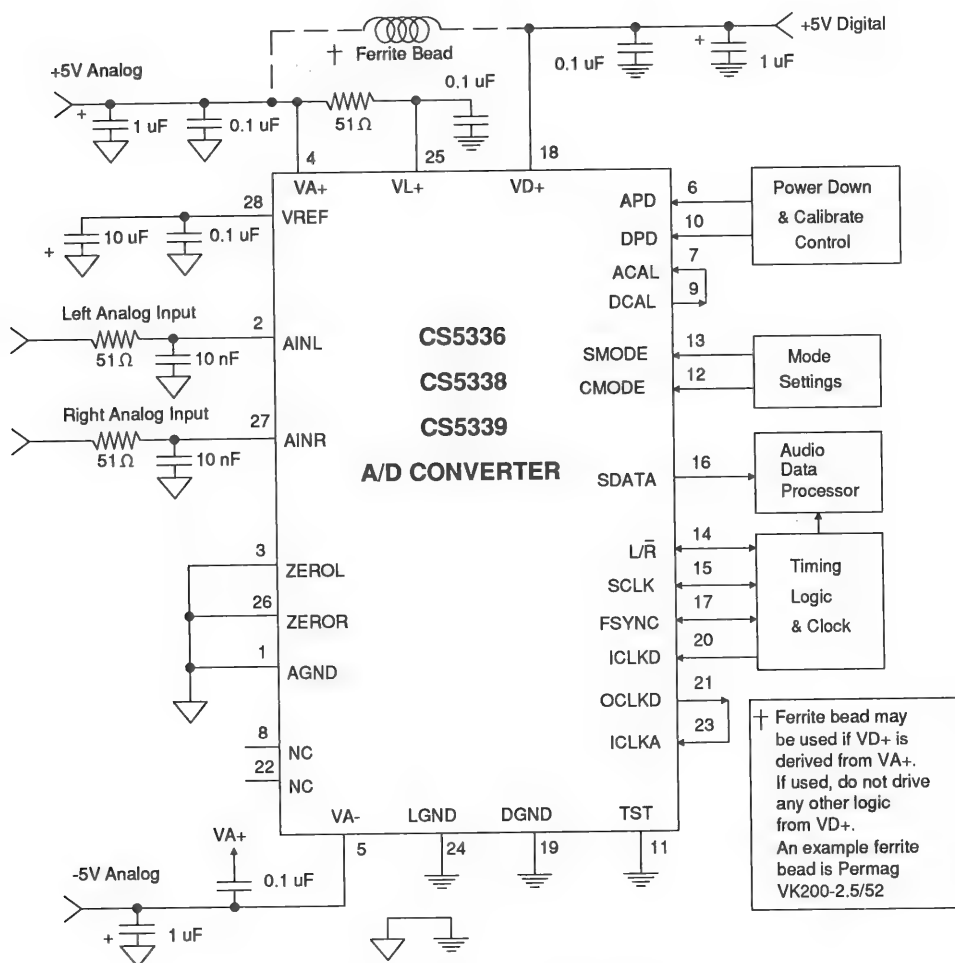 +5V Digital
† Ferrite Bead
0.1 uF
+
1 uF
+5V Analog
+
1 uF
0.1 uF
51Ω
0.1 uF
4
25
18
VA+
VL+
VD+
28
VREF
+
10 uF
0.1 uF
Left Analog Input
51Ω
10 nF
2
AINL
Right Analog Input
51Ω
10 nF
27
AINR
3
ZEROL
26
ZEROR
1
AGND
8
NC
22
NC
CS5336
CS5338
CS5339
A/D CONVERTER
APD
6
DPD
10
Power Down
& Calibrate
Control
ACAL
7
DCAL
9
SMODE
13
CMODE
12
Mode
Settings
SDATA
16
Audio
Data
Processor
L/R̅
14
SCLK
15
FSYNC
17
ICLKD
20
Timing
Logic
& Clock
OCLKD
21
ICLKA
23
VA-
LGND
DGND
TST
5
24
19
11
VA+
0.1 uF
-5V Analog
+
1 uF
† Ferrite bead may
be used if VD+ is
derived from VA+.
If used, do not drive
any other logic
from VD+.
An example ferrite
bead is Permag
VK200-2.5/52